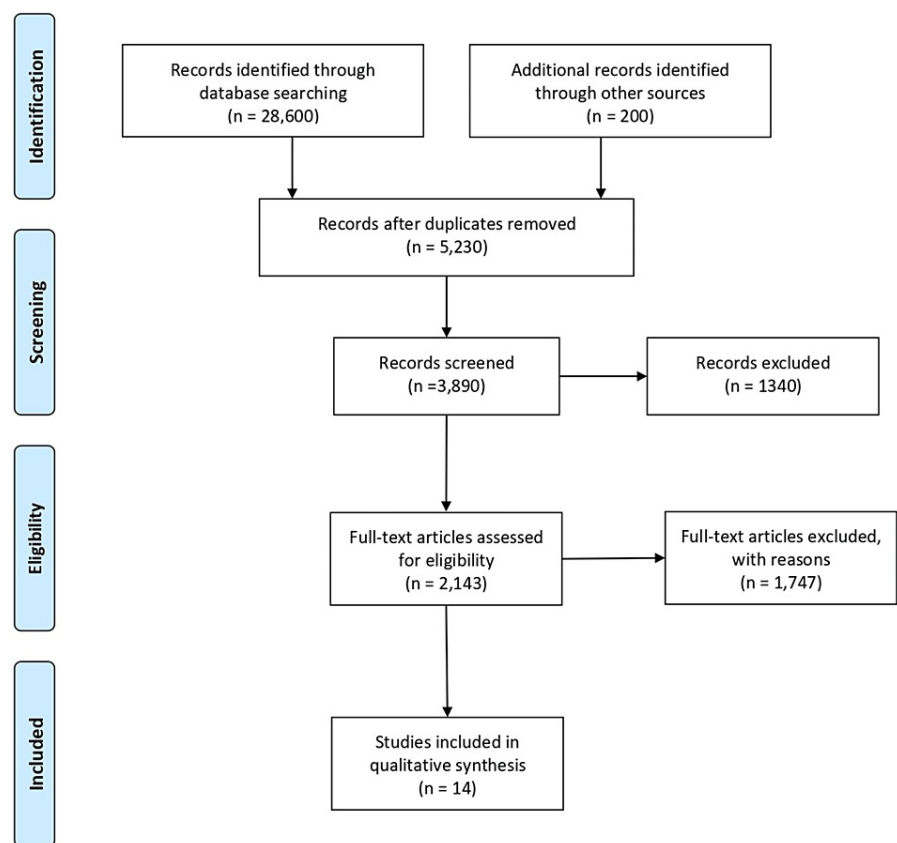 Identification
Records identified through
database searching
(n = 28,600)
Additional records identified
through other sources
(n = 200)
Records after duplicates removed
(n = 5,230)
Screening
Records screened
(n =3,890)
Records excluded
(n = 1340)
Eligibility
Full-text articles assessed
for eligibility
(n = 2,143)
Full-text articles excluded,
with reasons
(n = 1,747)
Included
Studies included in
qualitative synthesis
(n = 14)